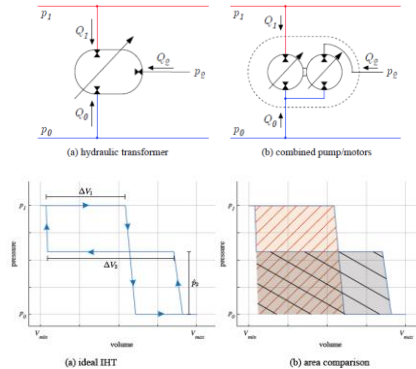 p1 p1
Q1 Q1
Q2 Q2
p2 p2
Q0 Q0
p0 p0
(a) hydraulic transformer (b) combined pump/motors
ΔV1
p1 p1
pressure pressure
ΔV2
p2
p0 p0
Vmin Vmax Vmin Vmax
volume volume
(a) ideal IHT (b) area comparison